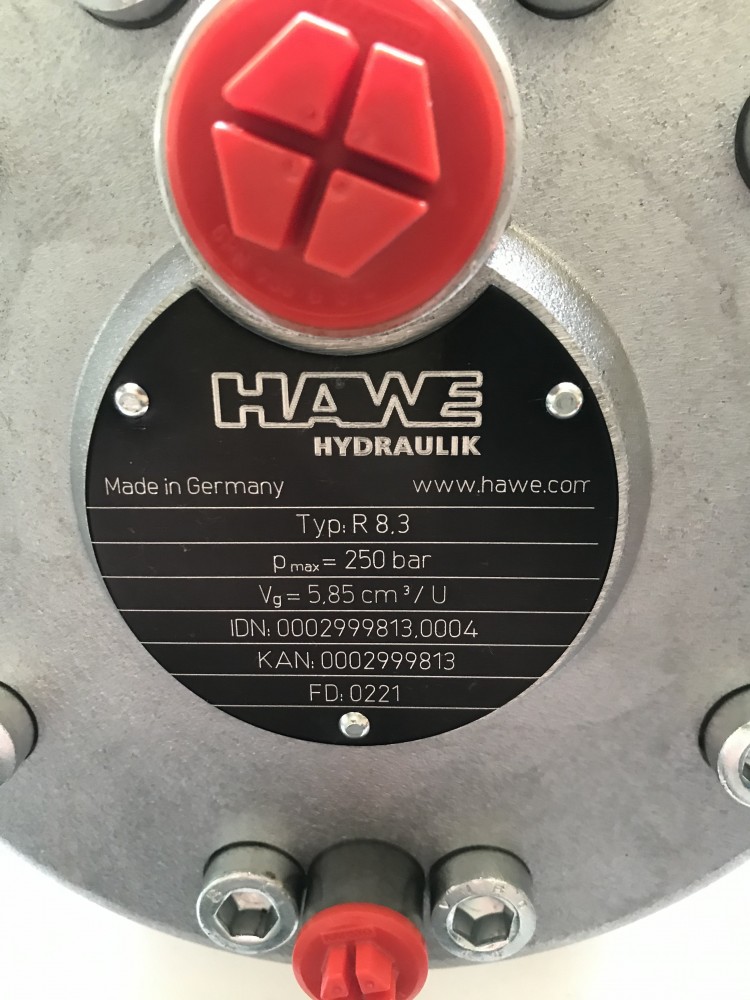 HAWE
HYDRAULIK
Made in Germany www.hawe.com
Typ: R 8,3
pmax = 250 bar
Vg = 5,85 cm³/ U
IDN: 0002999813,0004
KAN: 0002999813
FD: 0221